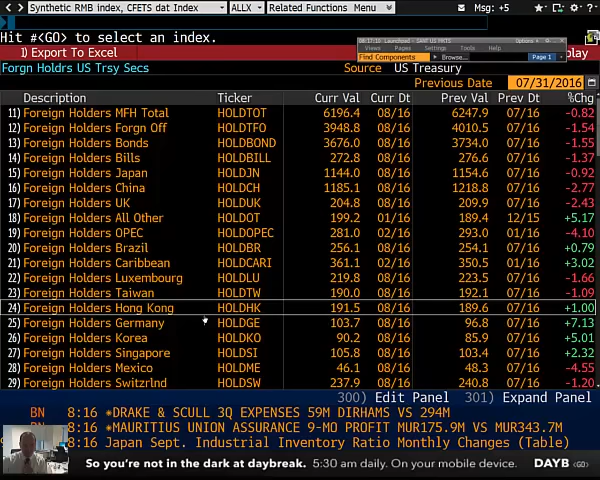 Synthetic RMB index, CFETS dat Index ALLX Related Functions Menu Msg: +5
Hit #<GO> to select an index.
1) Export To Excel
Views Pages Settings Tools
Find Components Browse... Page 1
Forgn Holdrs US Trsy Secs Source US Treasury
Previous Date 07/31/2016
Description Ticker Curr Val Curr Dt Prev Val Prev Dt %Chg
11) Foreign Holders MFH Total HOLDTOT 6196.4 08/16 6247.9 07/16 -0.82
12) Foreign Holders Forgn Off HOLDTFO 3948.8 08/16 4010.5 07/16 -1.54
13) Foreign Holders Bonds HOLDBOND 3676.0 08/16 3734.0 07/16 -1.55
14) Foreign Holders Bills HOLDBILL 272.8 08/16 276.6 07/16 -1.37
15) Foreign Holders Japan HOLDJN 1144.0 08/16 1154.6 07/16 -0.92
16) Foreign Holders China HOLDCH 1185.1 08/16 1218.8 07/16 -2.77
17) Foreign Holders UK HOLDUK 204.8 08/16 209.9 07/16 -2.43
18) Foreign Holders All Other HOLDOT 199.2 01/16 189.4 12/15 +5.17
19) Foreign Holders OPEC HOLDOPEC 281.0 02/16 293.0 01/16 -4.10
20) Foreign Holders Brazil HOLDBR 256.1 08/16 254.1 07/16 +0.79
21) Foreign Holders Caribbean HOLDCARI 361.1 02/16 350.5 01/16 +3.02
22) Foreign Holders Luxembourg HOLDLU 219.8 08/16 223.5 07/16 -1.66
23) Foreign Holders Taiwan HOLDTW 190.0 08/16 192.1 07/16 -1.09
24) Foreign Holders Hong Kong HOLDHK 191.5 08/16 189.6 07/16 +1.00
25) Foreign Holders Germany HOLDGE 103.7 08/16 96.8 07/16 +7.13
26) Foreign Holders Korea HOLDKO 90.2 08/16 85.9 07/16 +5.01
27) Foreign Holders Singapore HOLDSI 105.8 08/16 103.4 07/16 +2.32
28) Foreign Holders Mexico HOLDME 46.1 08/16 48.3 07/16 -4.55
29) Foreign Holders Switzrlnd HOLDSW 237.9 08/16 240.8 07/16 -1.20
300) Edit Panel 301) Expand Panel
BN 8:16 *DRAKE & SCULL 3Q EXPENSES 59M DIRHAMS VS 294M
BN 8:16 *MAURITIUS UNION ASSURANCE 9-MO PROFIT MUR175.9M VS MUR343.7M
8:16 Japan Sept. Industrial Inventory Ratio Monthly Changes (Table)
So you're not in the dark at daybreak. 5:30 am daily. On your mobile device. DAYB <GO>